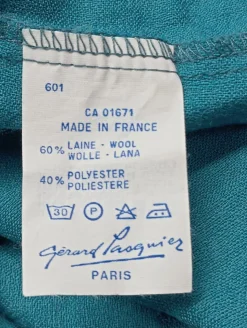 601
CA 01671
MADE IN FRANCE
60% LAINE - WOOL
WOLLE - LANA
40% POLYESTER
POLIESTERE
30 P
Gérard Pasquier
PARIS